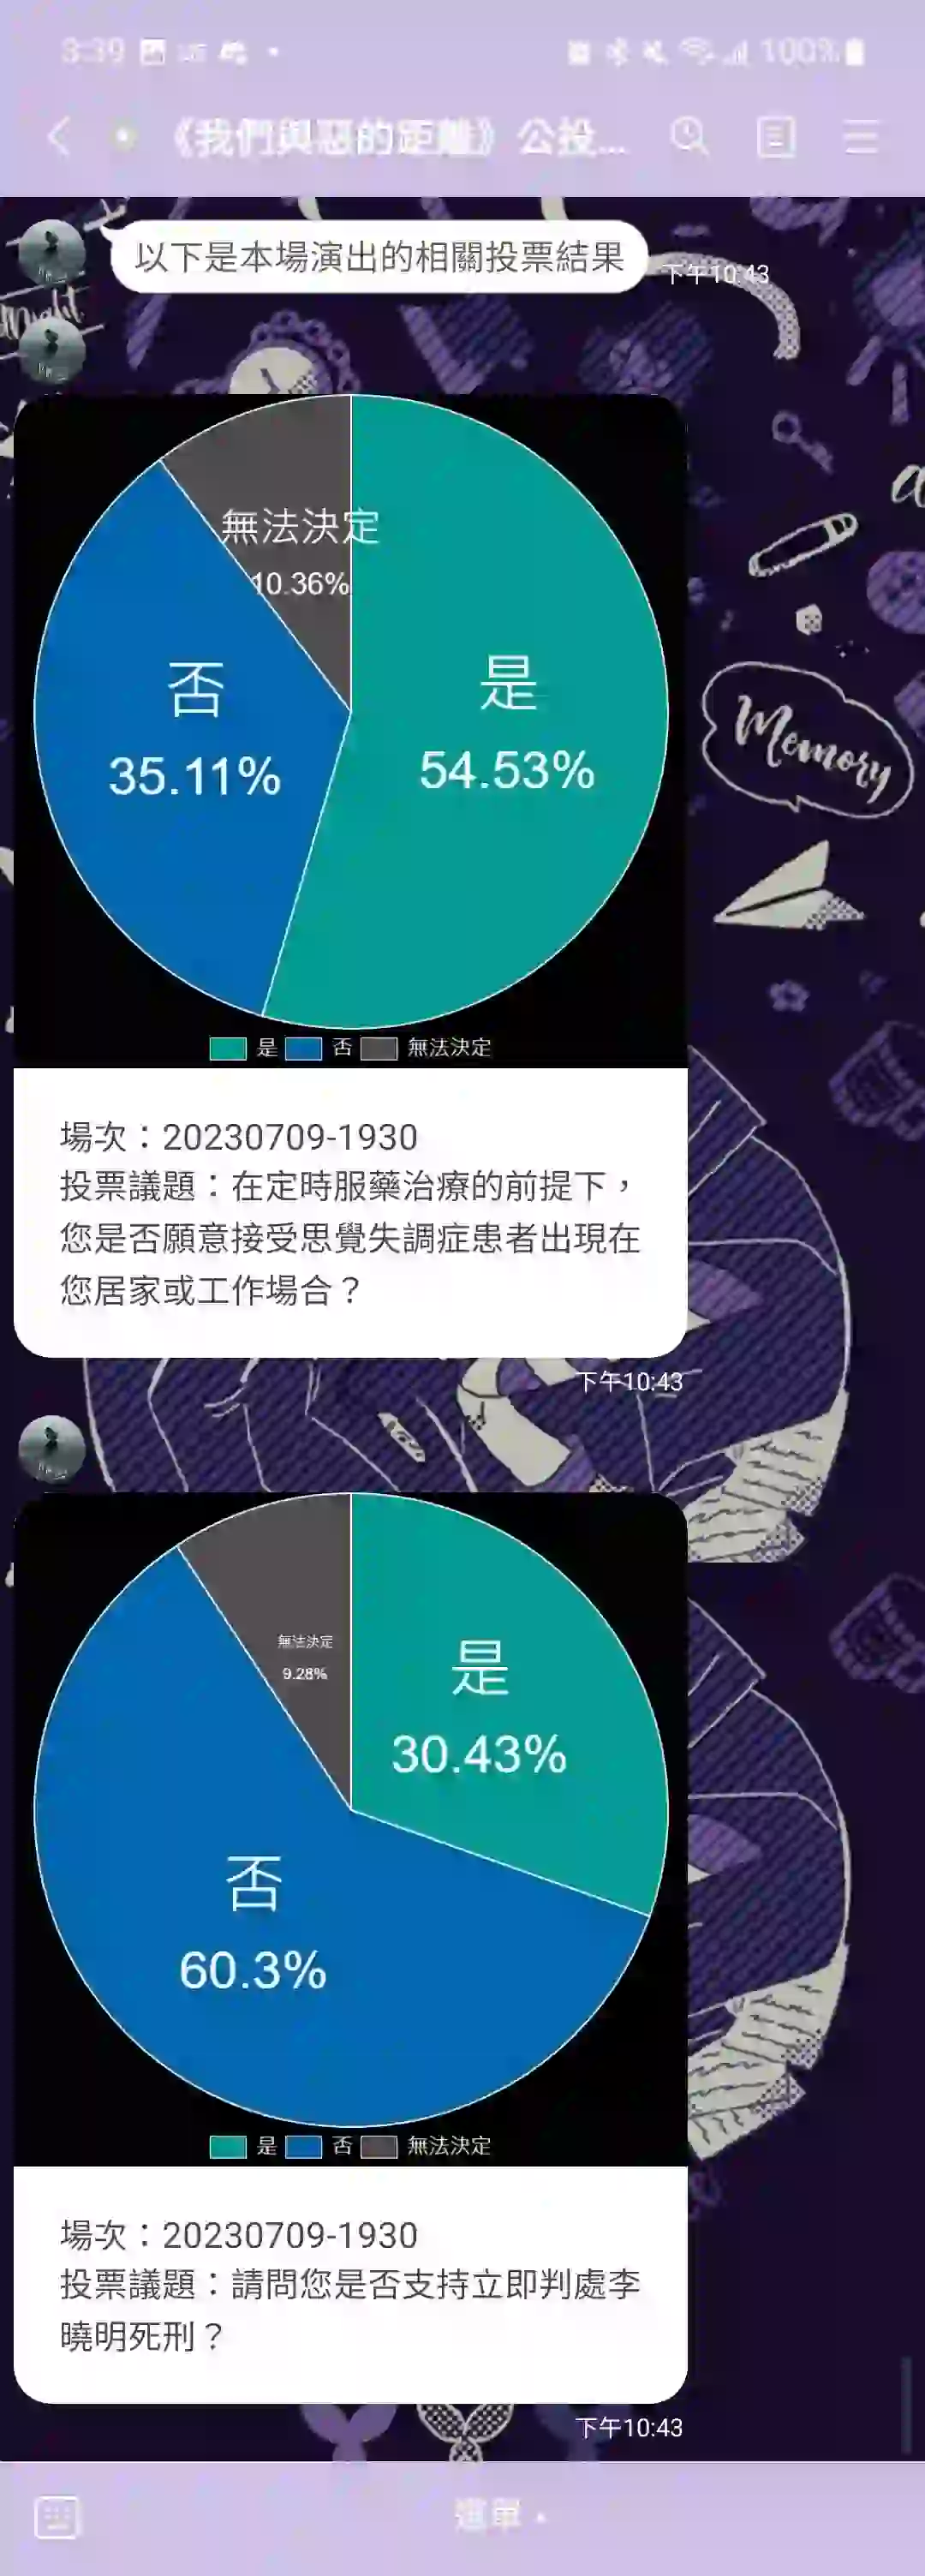 3:39
100%
《我們與惡的距離》公投...
以下是本場演出的相關投票結果
下午10:43
無法決定
10.36%
否
35.11%
是
54.53%
是 否 無法決定
Memory
場次：20230709-1930
投票議題：在定時服藥治療的前提下，
您是否願意接受思覺失調症患者出現在
您居家或工作場合？
下午10:43
無法決定
9.28%
是
30.43%
否
60.3%
是 否 無法決定
場次：20230709-1930
投票議題：請問您是否支持立即判處李
曉明死刑？
下午10:43
選單